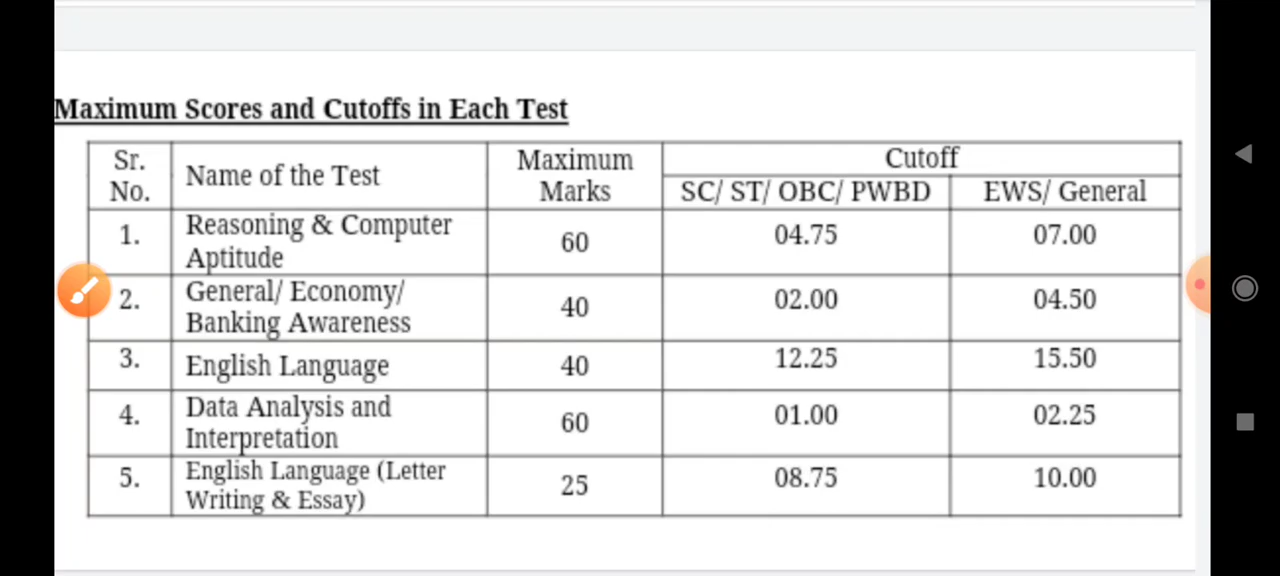 Maximum Scores and Cutoffs in Each Test
Sr. No. Name of the Test Maximum Marks Cutoff
SC/ ST/ OBC/ PWBD EWS/ General
1. Reasoning & Computer Aptitude 60 04.75 07.00
2. General/ Economy/ Banking Awareness 40 02.00 04.50
3. English Language 40 12.25 15.50
4. Data Analysis and Interpretation 60 01.00 02.25
5. English Language (Letter Writing & Essay) 25 08.75 10.00